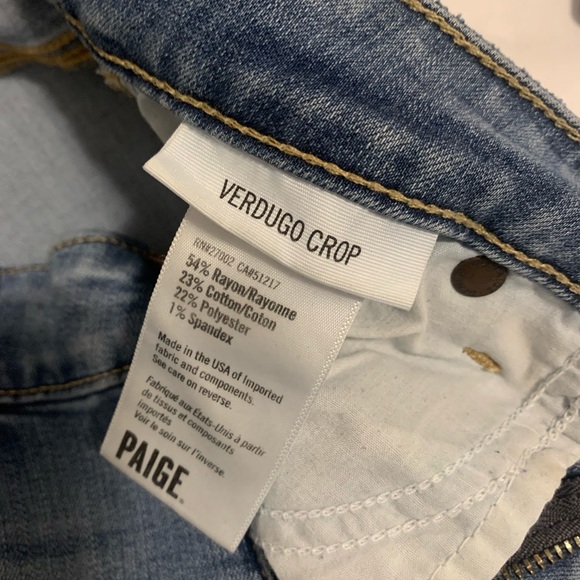 VERDUGO CROP
RN#27002 CA#51217
54% Rayon/Rayonne
23% Cotton/Coton
22% Polyester
1% Spandex
Made in the USA of Imported
fabric and components.
See care on reverse.
Fabriqué aux États-Unis à partir
de tissus et composants
importés
Voir le soin sur l'inverse.
PAIGE